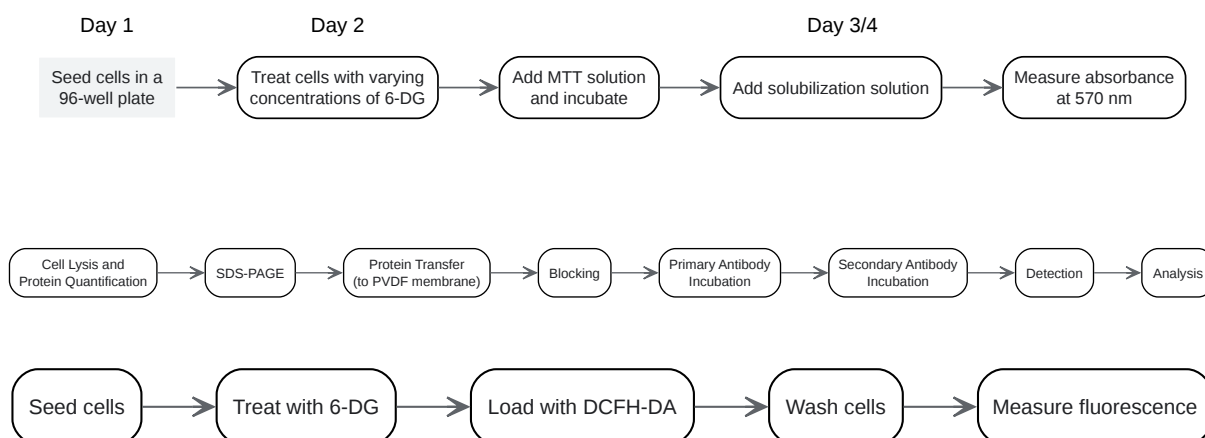 Day 1
Day 2
Day 3/4
Seed cells in a
96-well plate
Treat cells with varying
concentrations of 6-DG
Add MTT solution
and incubate
Add solubilization solution
Measure absorbance
at 570 nm
Cell Lysis and
Protein Quantification
SDS-PAGE
Protein Transfer
(to PVDF membrane)
Blocking
Primary Antibody
Incubation
Secondary Antibody
Incubation
Detection
Analysis
Seed cells
Treat with 6-DG
Load with DCFH-DA
Wash cells
Measure fluorescence